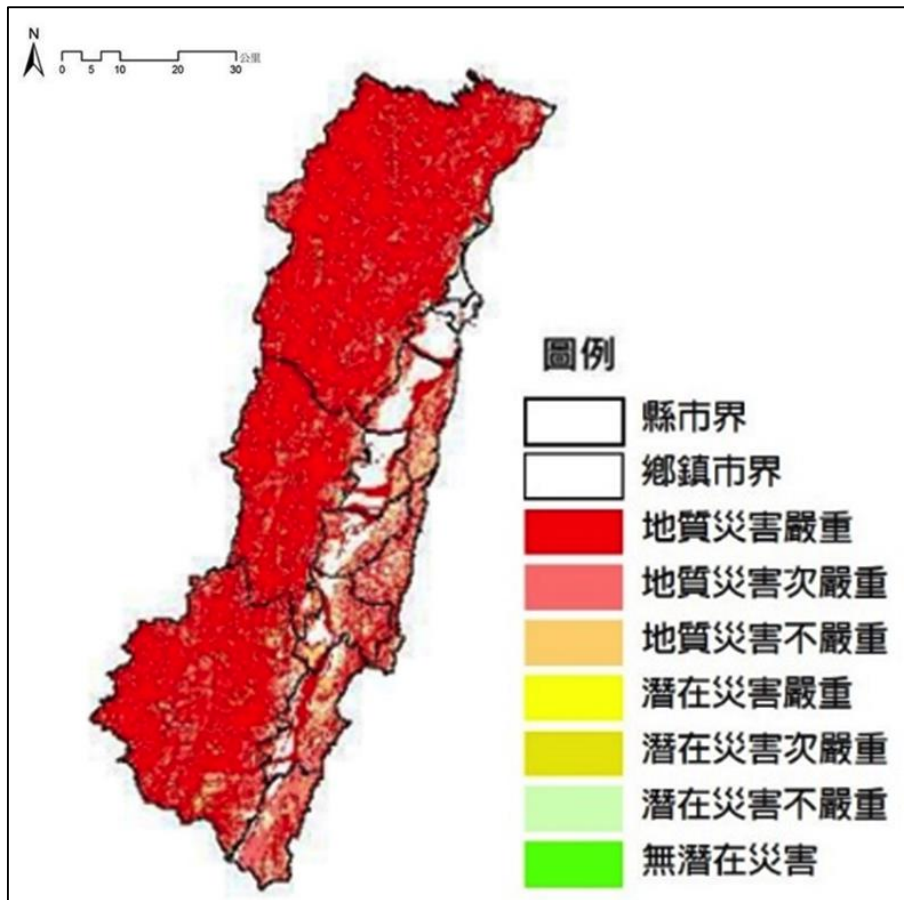 N
0 5 10 20 30 公里
圖例
縣市界
鄉鎮市界
地質災害嚴重
地質災害次嚴重
地質災害不嚴重
潛在災害嚴重
潛在災害次嚴重
潛在災害不嚴重
無潛在災害